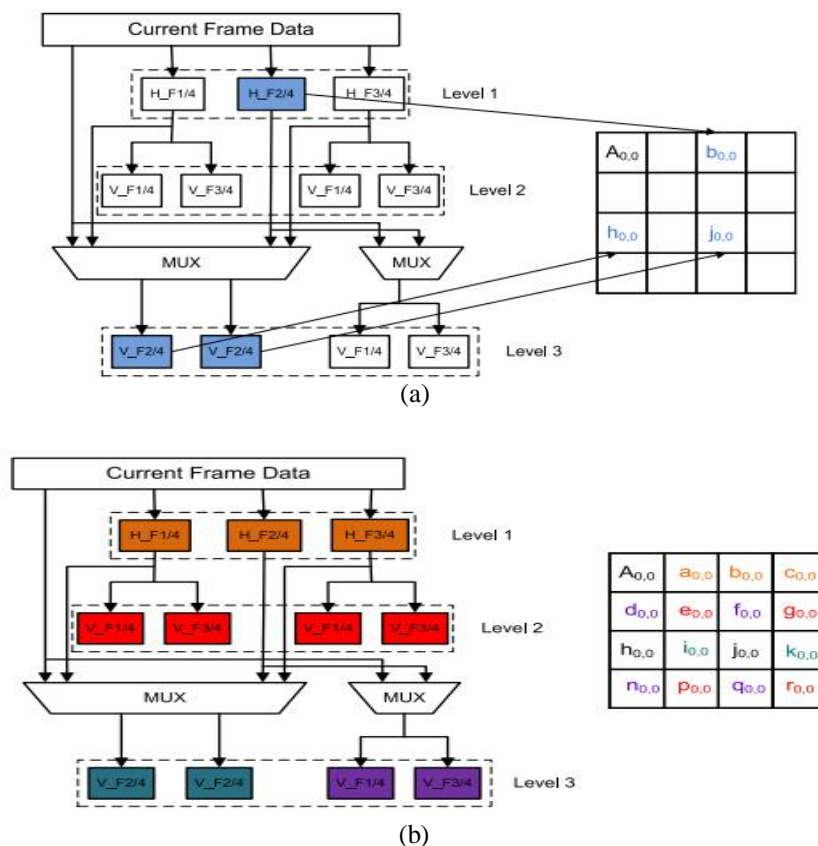 Current Frame Data
H_F1/4 H_F2/4 H_F3/4 Level 1
A0,0 b0,0
V_F1/4 V_F3/4 V_F1/4 V_F3/4 Level 2
h0,0 j0,0
MUX MUX
V_F2/4 V_F2/4 V_F1/4 V_F3/4 Level 3
(a)
Current Frame Data
H_F1/4 H_F2/4 H_F3/4 Level 1
A0,0 a0,0 b0,0 c0,0
d0,0 e0,0 f0,0 g0,0
V_F1/4 V_F3/4 V_F1/4 V_F3/4 Level 2
h0,0 i0,0 j0,0 k0,0
n0,0 p0,0 q0,0 r0,0
MUX MUX
V_F2/4 V_F2/4 V_F1/4 V_F3/4 Level 3
(b)